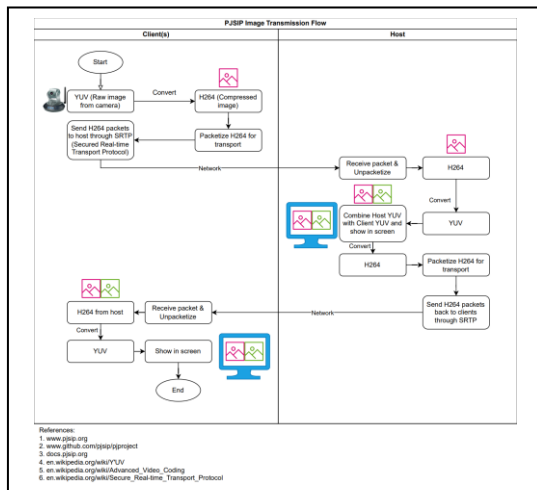 PJSIP Image Transmission Flow
Client(s)
Host
Start
YUV (Raw image
from camera)
Convert
H264 (Compressed
image)
Packetize H264 for
transport
Send H264 packets
to host through SRTP
(Secured Real-time
Transport Protocol)
Network
Receive packet &
Unpacketize
H264
Convert
YUV
Combine Host YUV
with Client YUV and
show in screen
Convert
H264
Packetize H264 for
transport
Send H264 packets
back to clients
through SRTP
Network
Receive packet &
Unpacketize
H264 from host
Convert
YUV
Show in screen
End
References:
1. www.pjsip.org
2. www.github.com/pjsip/pjproject
3. docs.pjsip.org
4. en.wikipedia.org/wiki/Y'UV
5. en.wikipedia.org/wiki/Advanced_Video_Coding
6. en.wikipedia.org/wiki/Secure_Real-time_Transport_Protocol